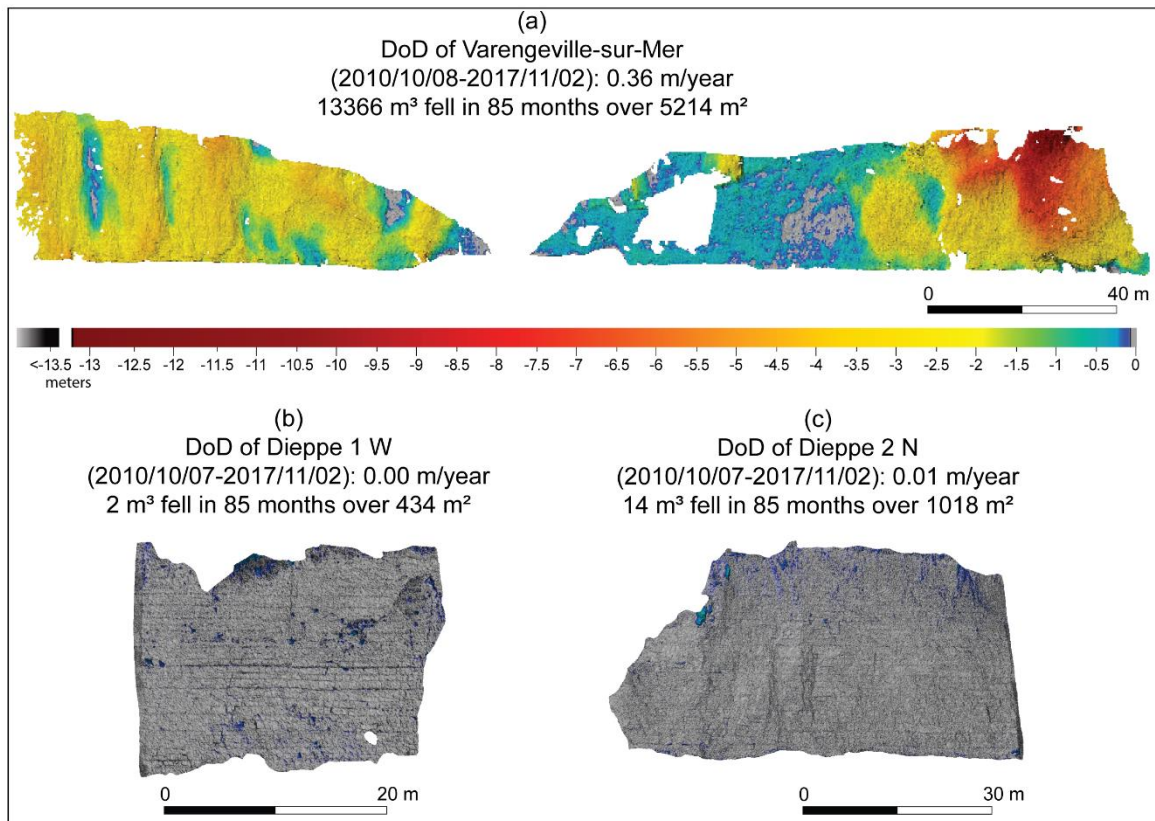 (a)
DoD of Varengeville-sur-Mer
(2010/10/08-2017/11/02): 0.36 m/year
13366 m³ fell in 85 months over 5214 m²
0 40 m
<-13.5 -13 -12.5 -12 -11.5 -11 -10.5 -10 -9.5 -9 -8.5 -8 -7.5 -7 -6.5 -6 -5.5 -5 -4.5 -4 -3.5 -3 -2.5 -2 -1.5 -1 -0.5 0
meters
(b)
DoD of Dieppe 1 W
(2010/10/07-2017/11/02): 0.00 m/year
2 m³ fell in 85 months over 434 m²
0 20 m
(c)
DoD of Dieppe 2 N
(2010/10/07-2017/11/02): 0.01 m/year
14 m³ fell in 85 months over 1018 m²
0 30 m